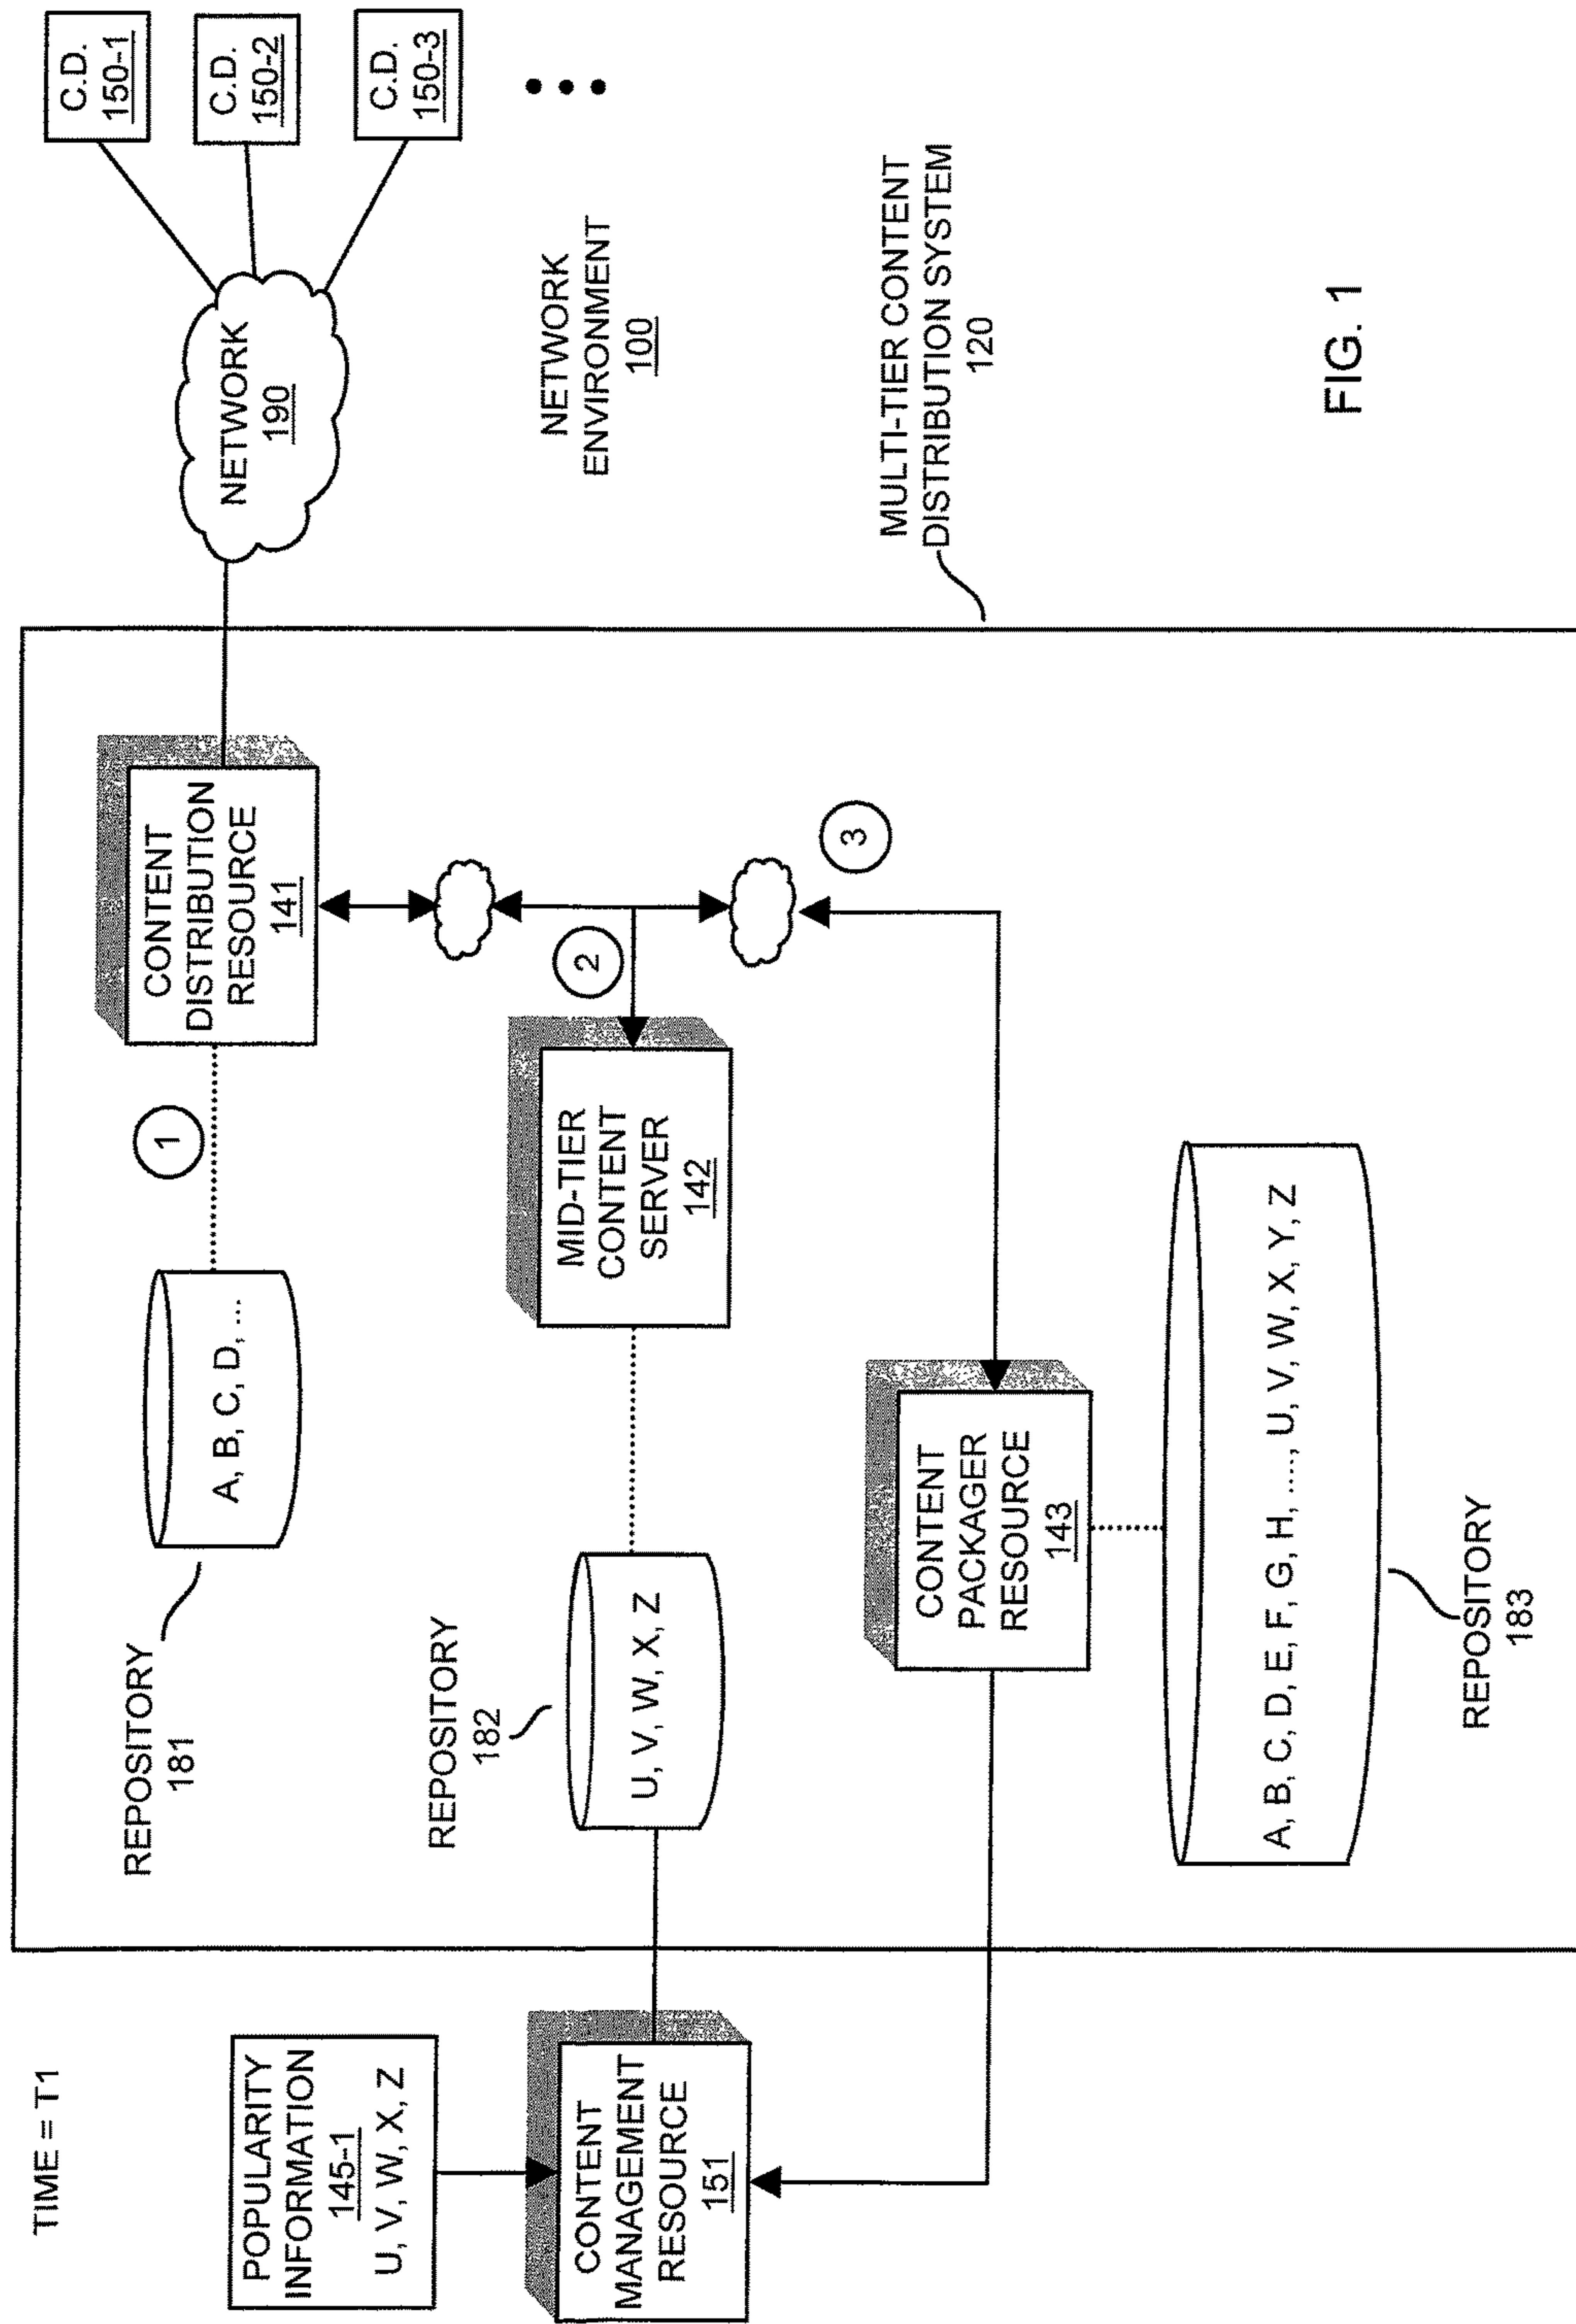 TIME = T1
POPULARITY
INFORMATION
145-1
U, V, W, X, Z
CONTENT
MANAGEMENT
RESOURCE
151
REPOSITORY
181
A, B, C, D, ...
1
CONTENT
DISTRIBUTION
RESOURCE
141
REPOSITORY
182
U, V, W, X, Z
MID-TIER
CONTENT
SERVER
142
2
3
CONTENT
PACKAGER
RESOURCE
143
A, B, C, D, E, F, G, H, ...., U, V, W, X, Y, Z
REPOSITORY
183
NETWORK
190
C.D.
150-1
C.D.
150-2
C.D.
150-3
NETWORK
ENVIRONMENT
100
MULTI-TIER CONTENT
DISTRIBUTION SYSTEM
120
FIG. 1